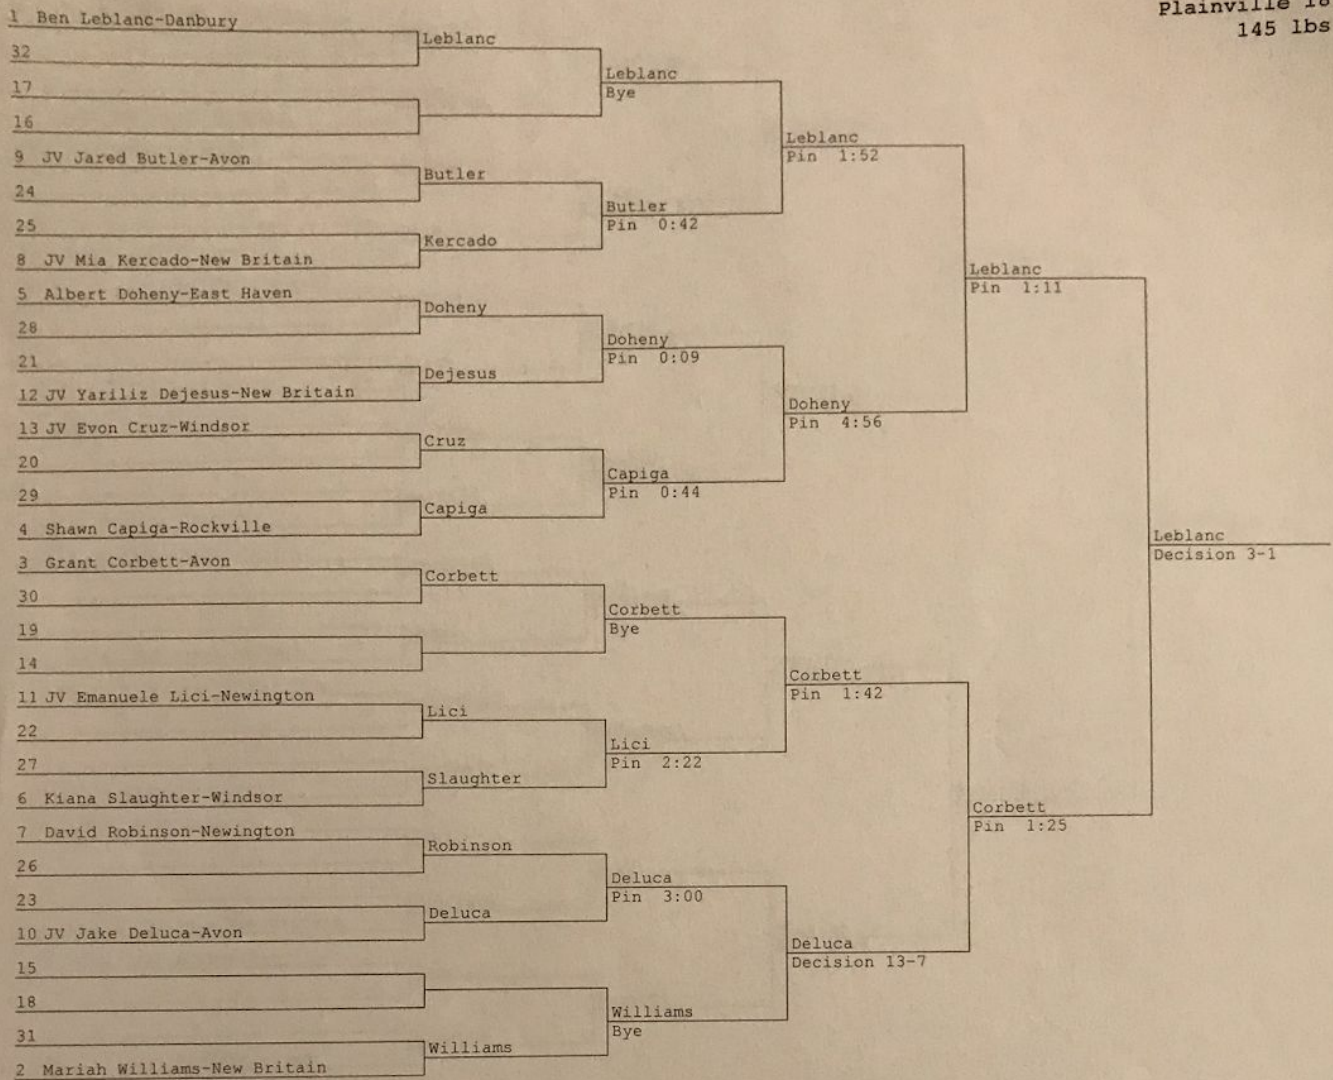 Plainville 18
145 lbs
1 Ben Leblanc-Danbury
Leblanc
32
Leblanc
Bye
17
16
Leblanc
Pin 1:52
9 JV Jared Butler-Avon
Butler
24
Butler
Pin 0:42
25
Kercado
8 JV Mia Kercado-New Britain
Leblanc
Pin 1:11
5 Albert Doheny-East Haven
Doheny
28
Doheny
Pin 0:09
21
Dejesus
12 JV Yariliz Dejesus-New Britain
Doheny
Pin 4:56
13 JV Evon Cruz-Windsor
Cruz
20
Capiga
Pin 0:44
29
Capiga
4 Shawn Capiga-Rockville
Leblanc
Decision 3-1
3 Grant Corbett-Avon
Corbett
30
Corbett
Bye
19
14
Corbett
Pin 1:42
11 JV Emanuele Lici-Newington
Lici
22
Lici
Pin 2:22
27
Slaughter
6 Kiana Slaughter-Windsor
Corbett
Pin 1:25
7 David Robinson-Newington
Robinson
26
Deluca
Pin 3:00
23
Deluca
10 JV Jake Deluca-Avon
Deluca
Decision 13-7
15
18
Williams
Bye
31
Williams
2 Mariah Williams-New Britain